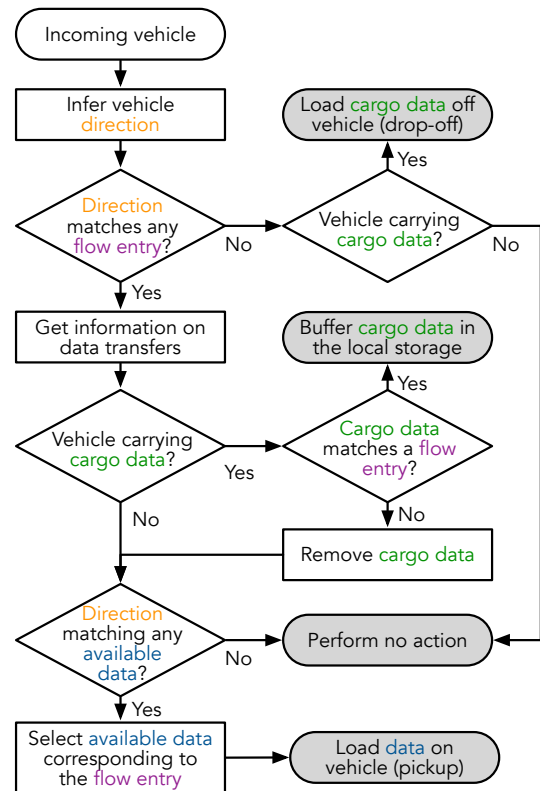 Incoming vehicle
Infer vehicle
direction
Load cargo data off
vehicle (drop-off)
Yes
Direction
matches any
flow entry?
No
Vehicle carrying
cargo data?
No
Yes
Get information on
data transfers
Buffer cargo data in
the local storage
Yes
Vehicle carrying
cargo data?
Yes
Cargo data
matches a flow
entry?
No
No
Remove cargo data
Direction
matching any
available
data?
No
Perform no action
Yes
Select available data
corresponding to
the flow entry
Load data on
vehicle (pickup)